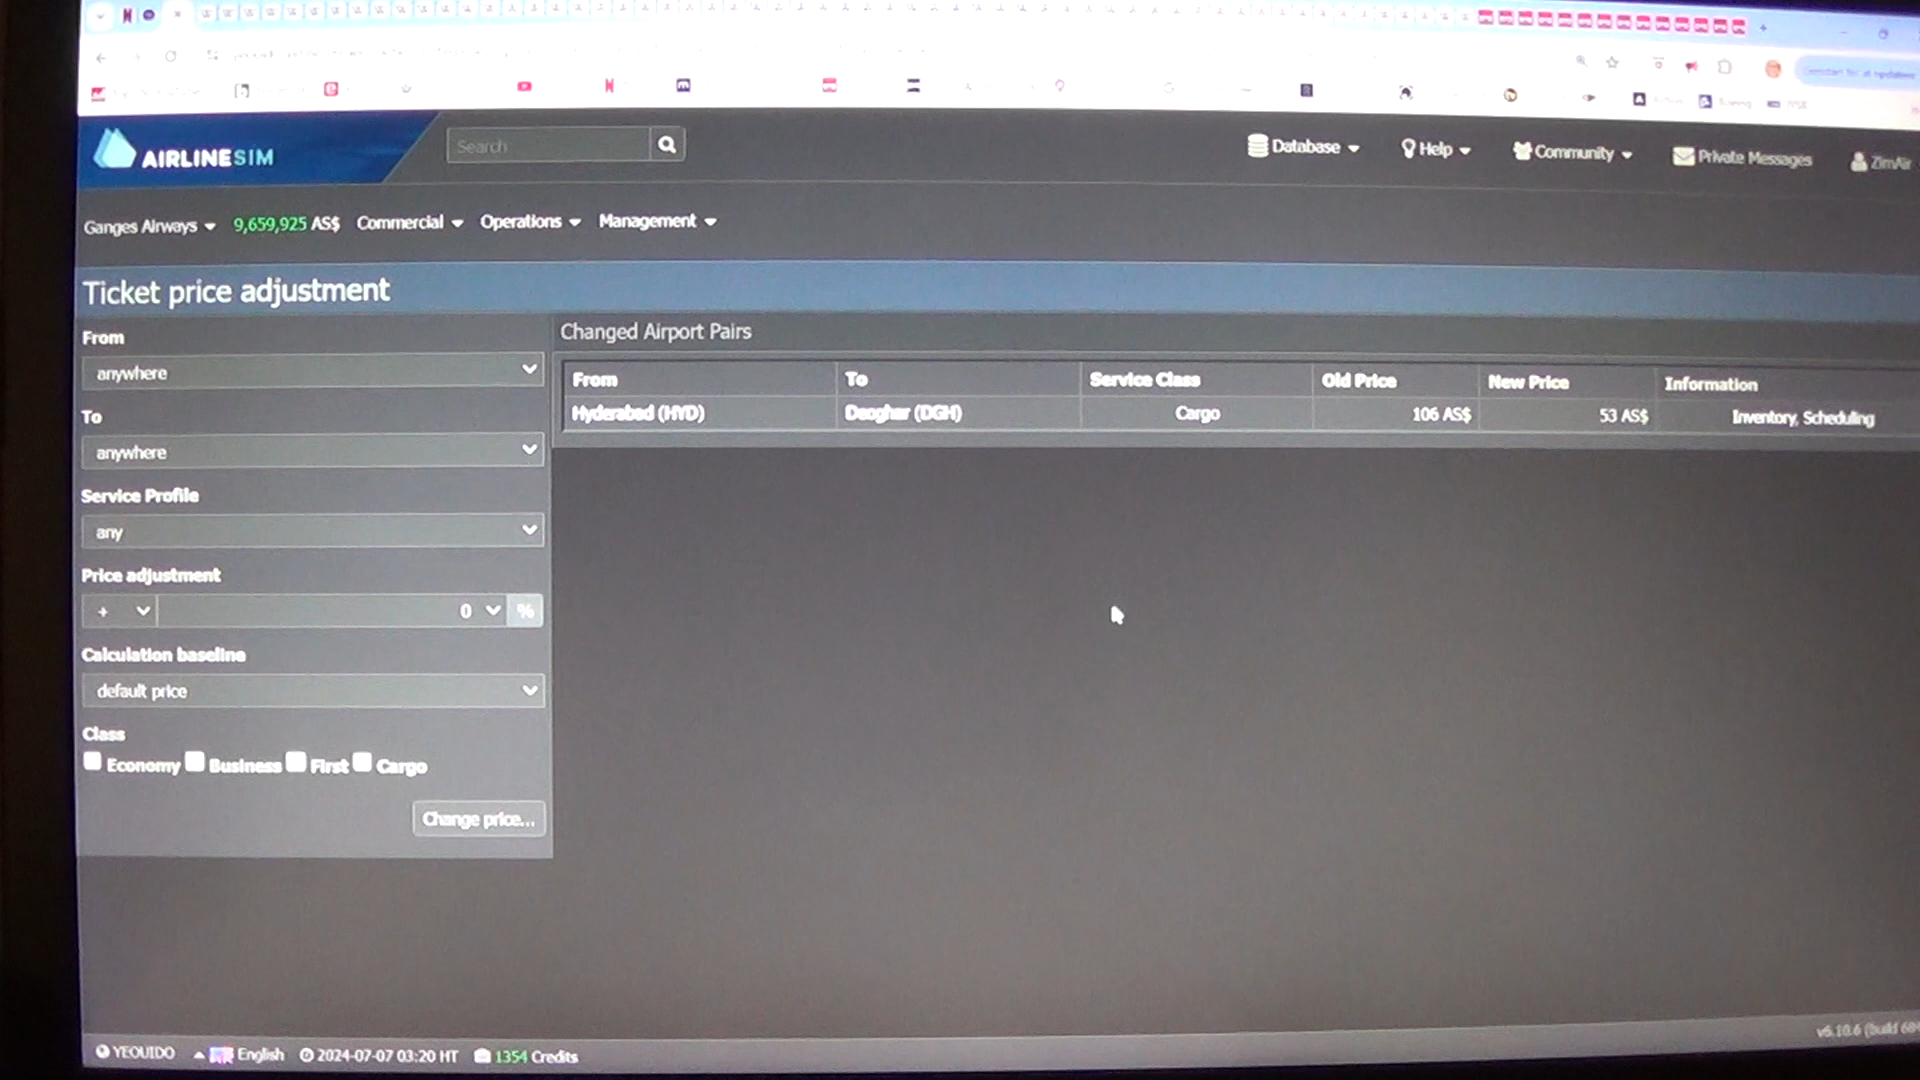 AIRLINESIM
Search
Database
Help
Community
Private Messages
ZimAir
Ganges Airways
9,659,925 AS$
Commercial
Operations
Management
Ticket price adjustment
From
anywhere
To
anywhere
Service Profile
any
Price adjustment
+ 0 %
Calculation baseline
default price
Class
Economy Business First Cargo
Change price...
Changed Airport Pairs
From To Service Class Old Price New Price Information
Hyderabad (HYD) Deoghar (DGH) Cargo 106 AS$ 53 AS$ Inventory, Scheduling
YEOUIDO English 2024-07-07 03:20 HT 1354 Credits